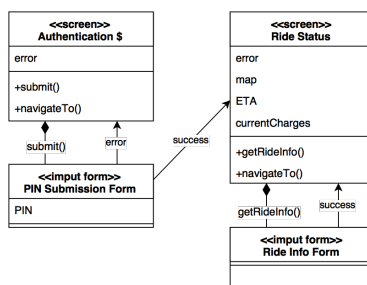 <<screen>>
Authentication $
error
+submit()
+navigateTo()
submit()
error
<<imput form>>
PIN Submission Form
PIN
success
<<screen>>
Ride Status
error
map
ETA
currentCharges
+getRideInfo()
+navigateTo()
getRideInfo()
success
<<imput form>>
Ride Info Form